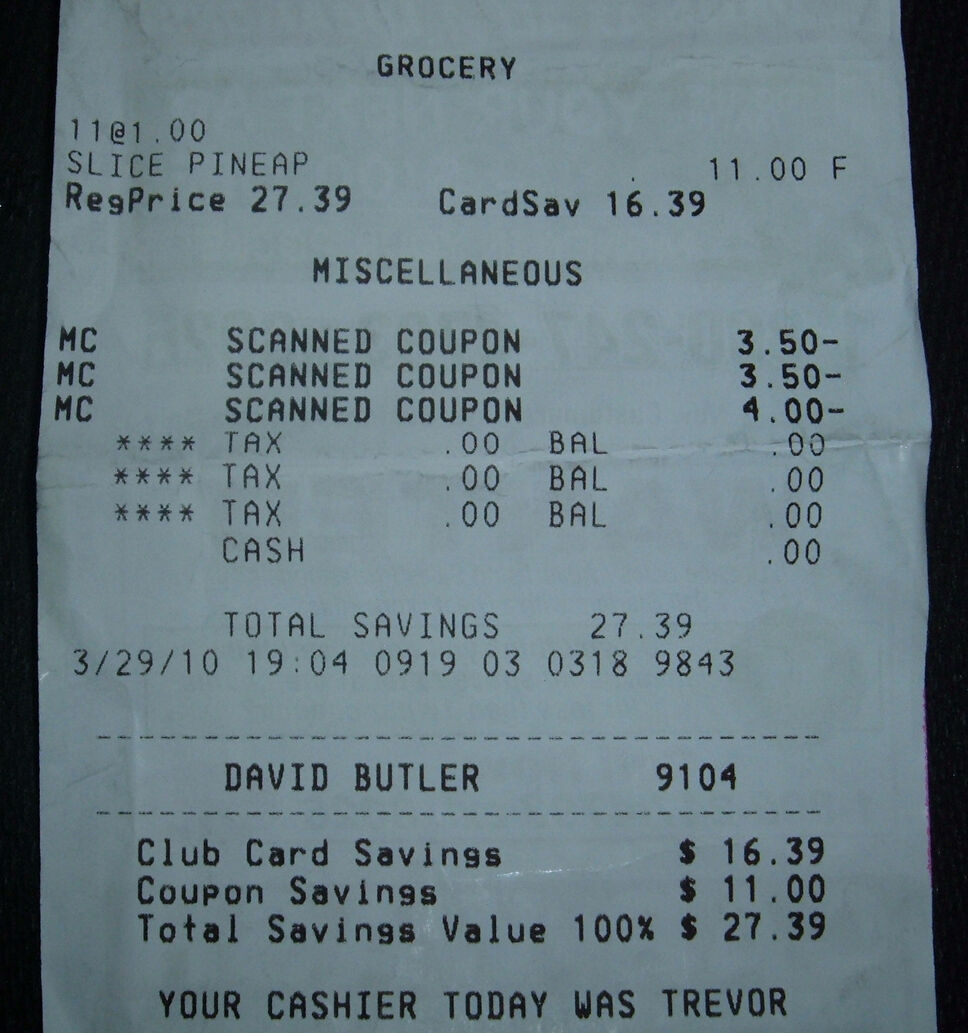 GROCERY
11@1.00
SLICE PINEAP 11.00 F
RegPrice 27.39 CardSav 16.39
MISCELLANEOUS
MC SCANNED COUPON 3.50-
MC SCANNED COUPON 3.50-
MC SCANNED COUPON 4.00-
**** TAX .00 BAL .00
**** TAX .00 BAL .00
**** TAX .00 BAL .00
CASH .00
TOTAL SAVINGS 27.39
3/29/10 19:04 0919 03 0318 9843
DAVID BUTLER 9104
Club Card Savings $ 16.39
Coupon Savings $ 11.00
Total Savings Value 100% $ 27.39
YOUR CASHIER TODAY WAS TREVOR